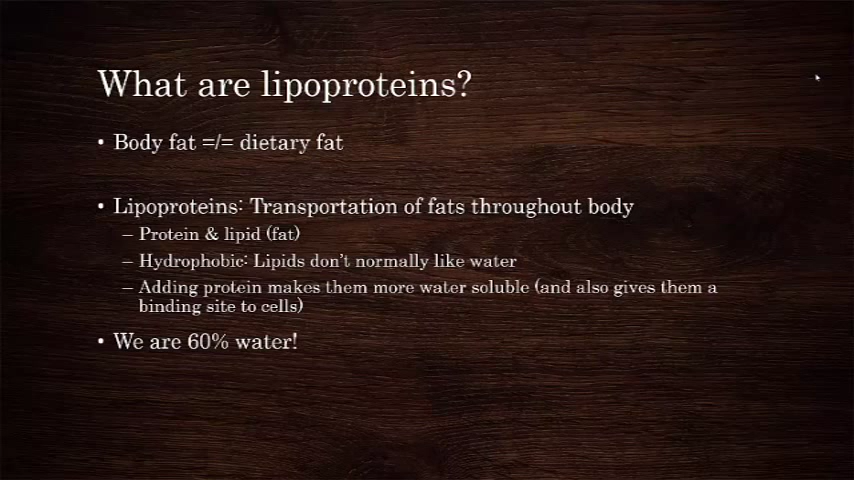 What are lipoproteins?
• Body fat =/= dietary fat
• Lipoproteins: Transportation of fats throughout body
– Protein & lipid (fat)
– Hydrophobic: Lipids don't normally like water
– Adding protein makes them more water soluble (and also gives them a
binding site to cells)
• We are 60% water!